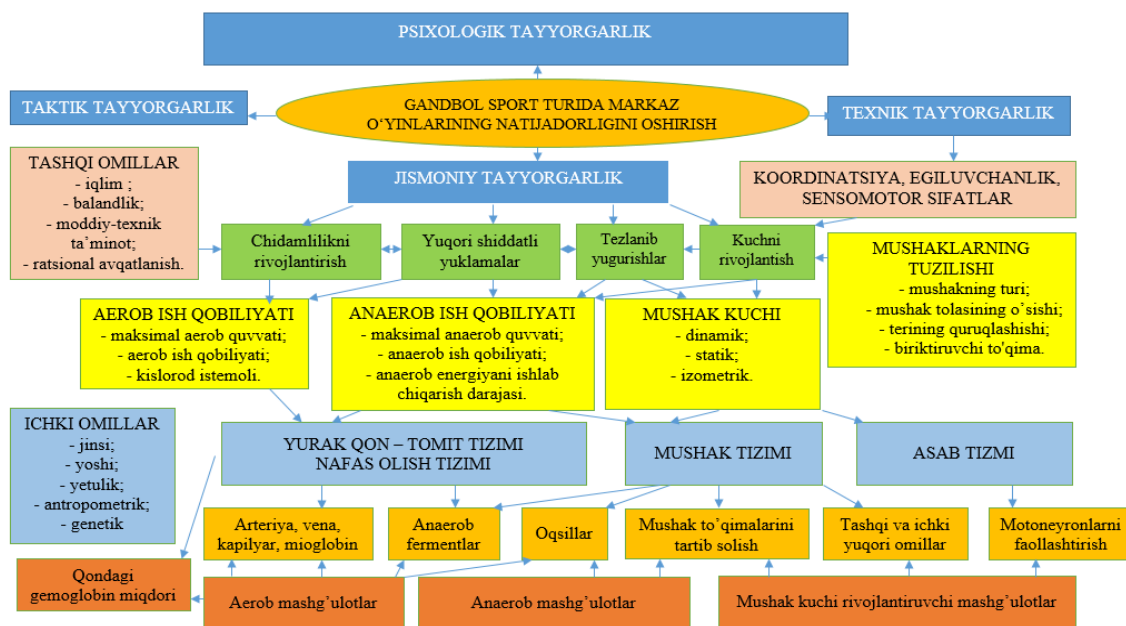 PSIXOLOGIK TAYYORGARLIK
TAKTIK TAYYORGARLIK
GANDBOL SPORT TURIDA MARKAZ
O‘YINLARINING NATIJADORLIGINI OSHIRISH
TEXNIK TAYYORGARLIK
TASHQI OMILLAR
- iqlim ;
- balandlik;
- moddiy-texnik
ta’minot;
- ratsional avqatlanish.
JISMONIY TAYYORGARLIK
KOORDINATSIYA, EGILUVCHANLIK,
SENSOMOTOR SIFATLAR
Chidamlilikni
rivojlantirish
Yuqori shiddatli
yuklamalar
Tezlanib
yugurishlar
Kuchni
rivojlantish
MUSHAKLARNING
TUZILISHI
- mushakning turi;
- mushak tolasining o’sishi;
- terining quruqlashishi;
- biriktiruvchi to'qima.
AEROB ISH QOBILIYATI
- maksimal aerob quvvati;
- aerob ish qobiliyati;
- kislorod istemoli.
ANAEROB ISH QOBILIYATI
- maksimal anaerob quvvati;
- anaerob ish qobiliyati;
- anaerob energiyani ishlab
chiqarish darajasi.
MUSHAK KUCHI
- dinamik;
- statik;
- izometrik.
ICHKI OMILLAR
- jinsi;
- yoshi;
- yetulik;
- antropometrik;
- genetik
YURAK QON – TOMIT TIZIMI
NAFAS OLISH TIZIMI
MUSHAK TIZIMI
ASAB TIZMI
Arteriya, vena,
kapilyar, mioglobin
Anaerob
fermentlar
Oqsillar
Mushak to’qimalarini
tartib solish
Tashqi va ichki
yuqori omillar
Motoneyronlarni
faollashtirish
Qondagi
gemoglobin miqdori
Aerob mashg’ulotlar
Anaerob mashg’ulotlar
Mushak kuchi rivojlantiruvchi mashg’ulotlar